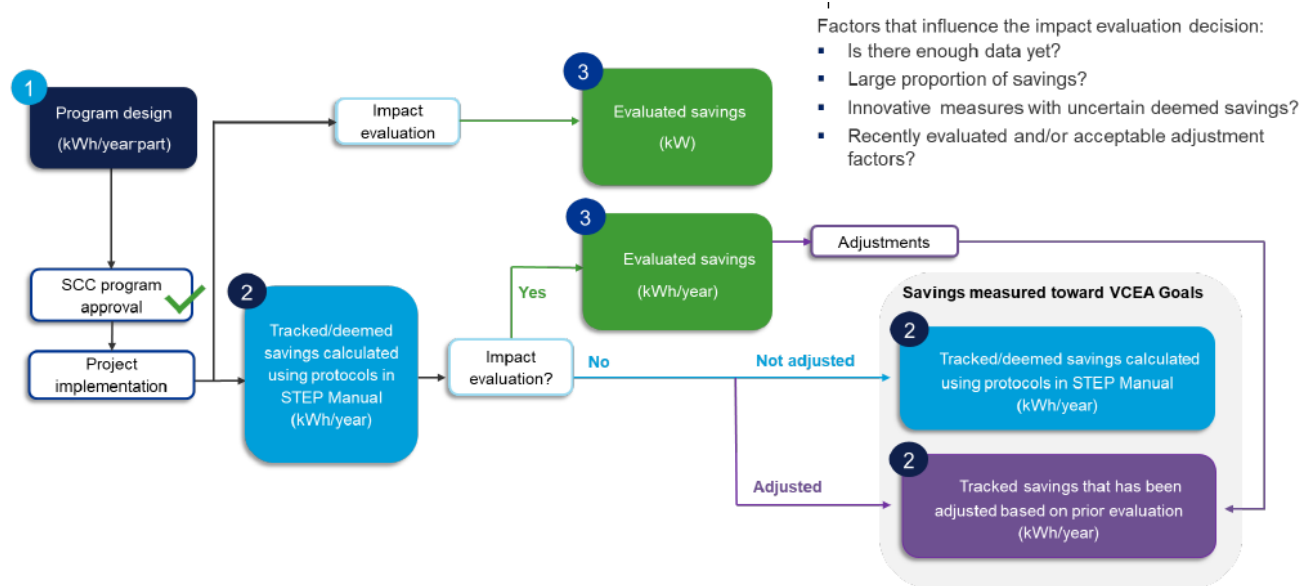 Factors that influence the impact evaluation decision:
▪ Is there enough data yet?
▪ Large proportion of savings?
▪ Innovative measures with uncertain deemed savings?
▪ Recently evaluated and/or acceptable adjustment
factors?
1
Program design
(kWh/year-part)
Impact
evaluation
3
Evaluated savings
(kW)
3
Evaluated savings
(kWh/year)
Adjustments
SCC program
approval
Project
implementation
2
Tracked/deemed
savings calculated
using protocols in
STEP Manual
(kWh/year)
Yes
Impact
evaluation?
No
Not adjusted
Adjusted
Savings measured toward VCEA Goals
2
Tracked/deemed savings calculated
using protocols in STEP Manual
(kWh/year)
2
Tracked savings that has been
adjusted based on prior evaluation
(kWh/year)